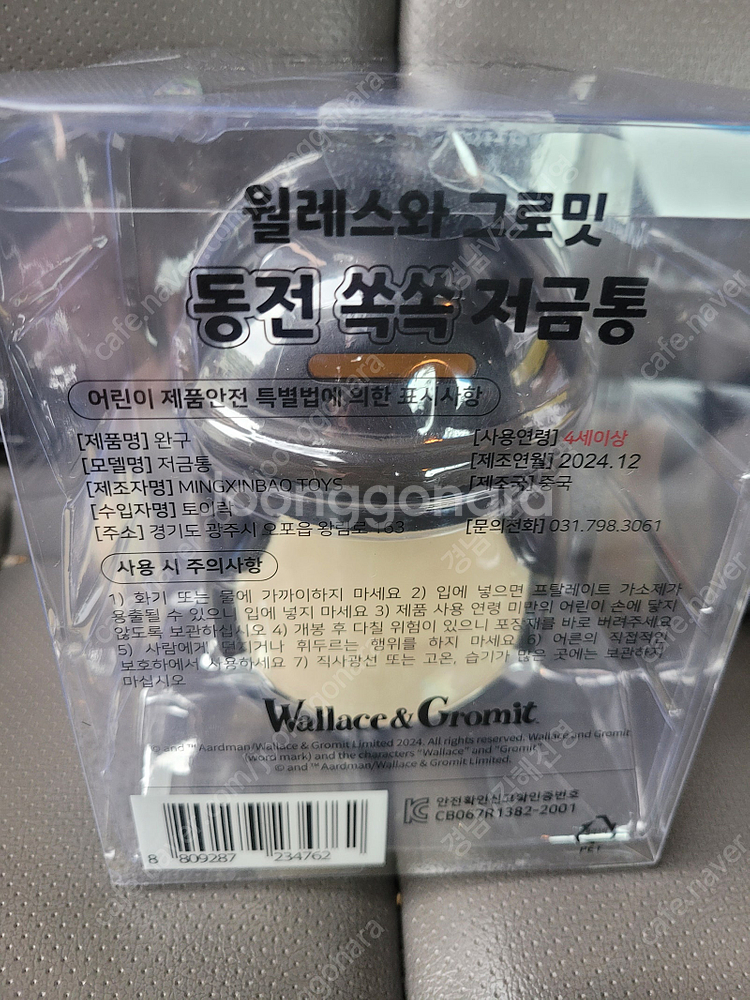 월레스와 그로밋
동전 쏙쏙 저금통
어린이 제품안전 특별법에 의한 표시사항
[제품명] 완구
[모델명] 저금통
[제조자명] MINGXINBAO TOYS
[수입자명] 토이락
[주소] 경기도 광주시 오포읍 왕림로 163
[사용연령] 4세이상
[제조연월] 2024.12
[제조국] 중국
[문의전화] 031.798.3061
사용 시 주의사항
1) 화기 또는 물에 가까이하지 마세요 2) 입에 넣으면 프탈레이트 가소제가
용출될 수 있으니 입에 넣지 마세요 3) 제품 사용 연령 미만의 어린이 손에 닿지
않도록 보관하십시오 4) 개봉 후 다칠 위험이 있으니 포장재를 바로 버려주세요
5) 사람에게 던지거나 휘두르는 행위를 하지 마세요 6) 어른의 직접적인
보호하에서 사용하세요 7) 직사광선 또는 고온, 습기가 많은 곳에는 보관하지
마십시오
Wallace & Gromit
© and ™ Aardman/Wallace & Gromit Limited 2024. All rights reserved. Wallace and Gromit
(word mark) and the characters "Wallace" and "Gromit"
© and ™ Aardman/Wallace & Gromit Limited.
안전확인신고확인증번호
CB067R1382-2001
8 809287 234762
PET
jonggonara
cafe.naver